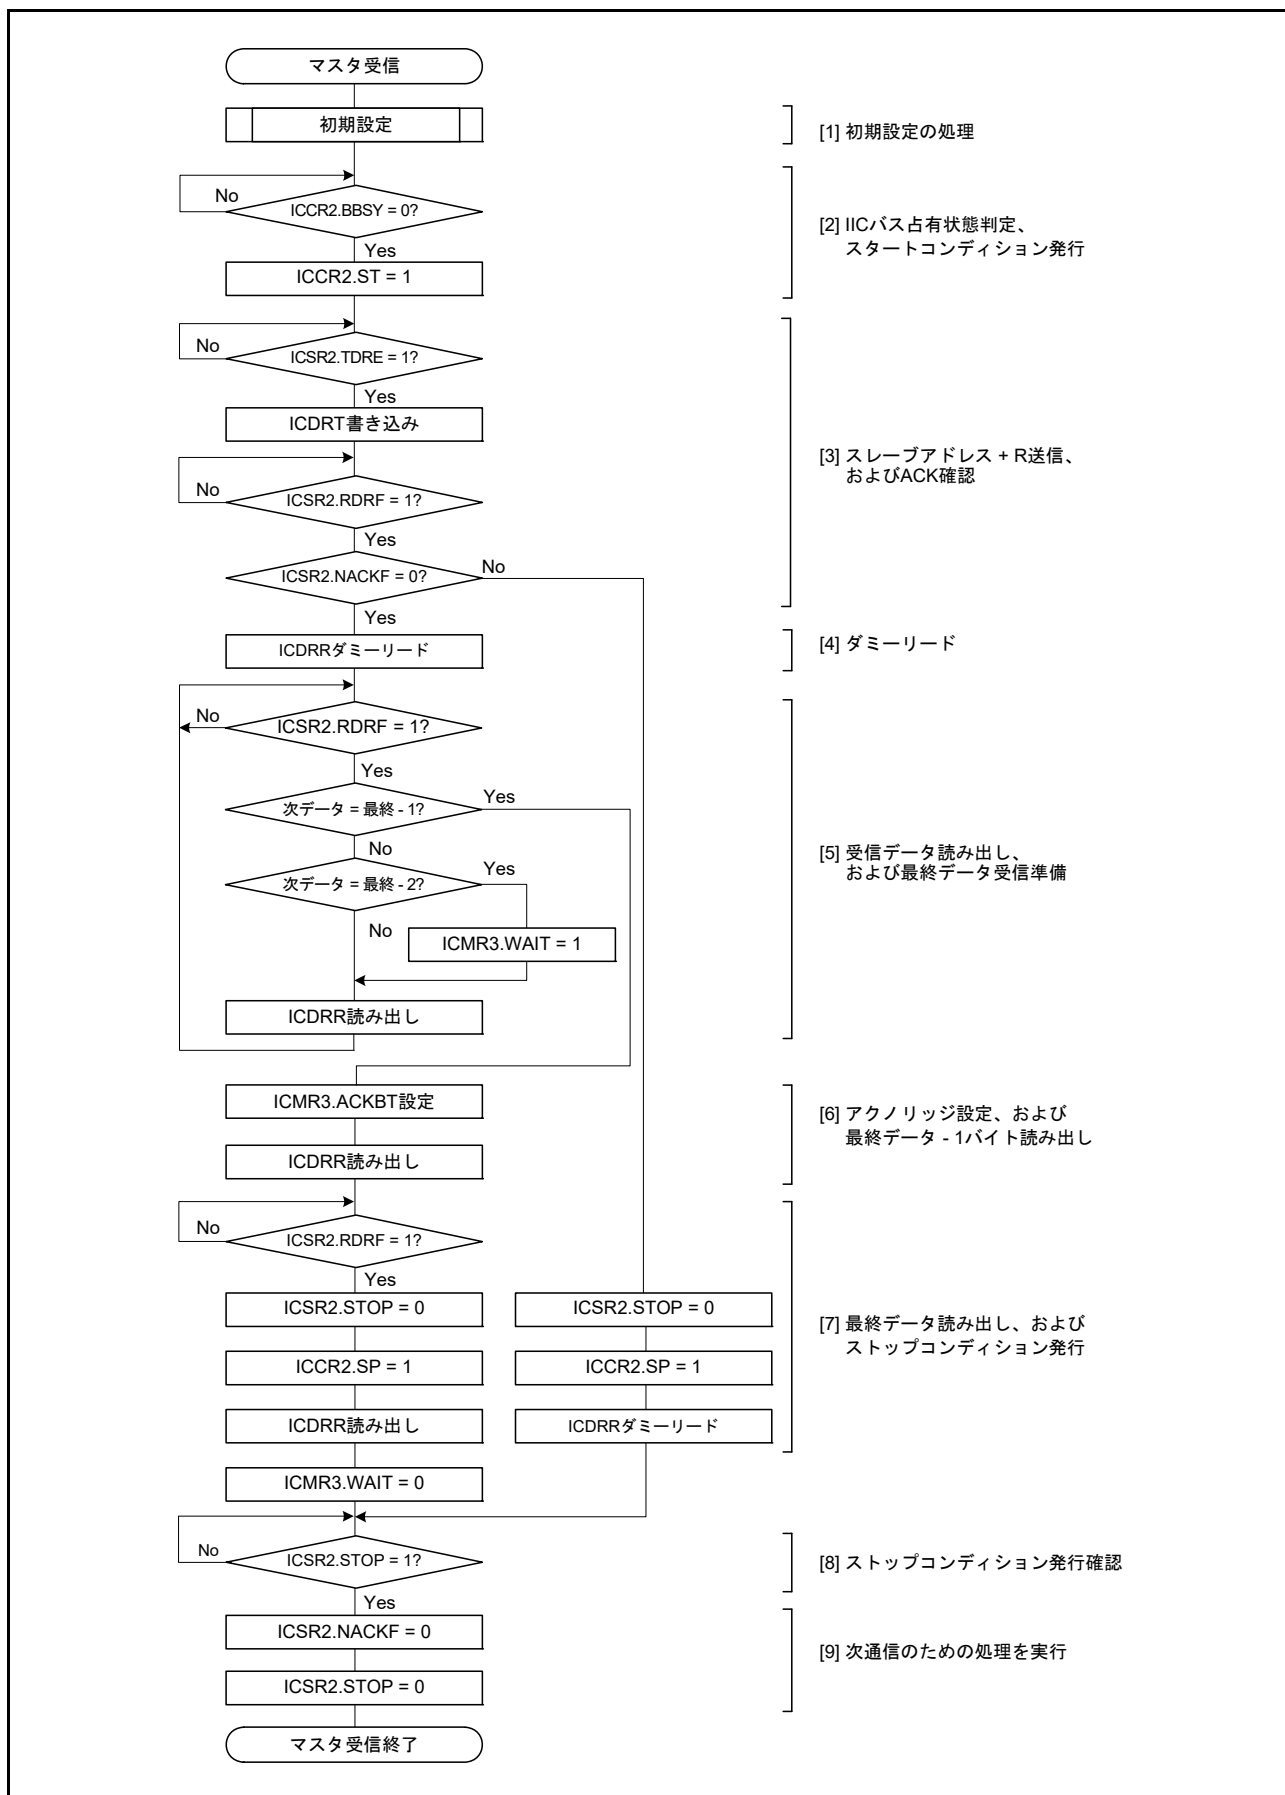 マスタ受信
初期設定
[1] 初期設定の処理
No
ICCR2.BBSY = 0?
Yes
ICCR2.ST = 1
[2] IICバス占有状態判定、
スタートコンディション発行
No
ICSR2.TDRE = 1?
Yes
ICDRT書き込み
No
ICSR2.RDRF = 1?
Yes
ICSR2.NACKF = 0?
No
Yes
[3] スレーブアドレス + R送信、
およびACK確認
ICDRRダミーリード
[4] ダミーリード
No
ICSR2.RDRF = 1?
Yes
次データ = 最終 - 1?
Yes
No
次データ = 最終 - 2?
Yes
No
ICMR3.WAIT = 1
ICDRR読み出し
[5] 受信データ読み出し、
および最終データ受信準備
ICMR3.ACKBT設定
ICDRR読み出し
[6] アクノリッジ設定、および
最終データ - 1バイト読み出し
No
ICSR2.RDRF = 1?
Yes
ICSR2.STOP = 0
ICCR2.SP = 1
ICDRR読み出し
ICMR3.WAIT = 0
ICSR2.STOP = 0
ICCR2.SP = 1
ICDRRダミーリード
[7] 最終データ読み出し、および
ストップコンディション発行
No
ICSR2.STOP = 1?
Yes
[8] ストップコンディション発行確認
ICSR2.NACKF = 0
ICSR2.STOP = 0
[9] 次通信のための処理を実行
マスタ受信終了